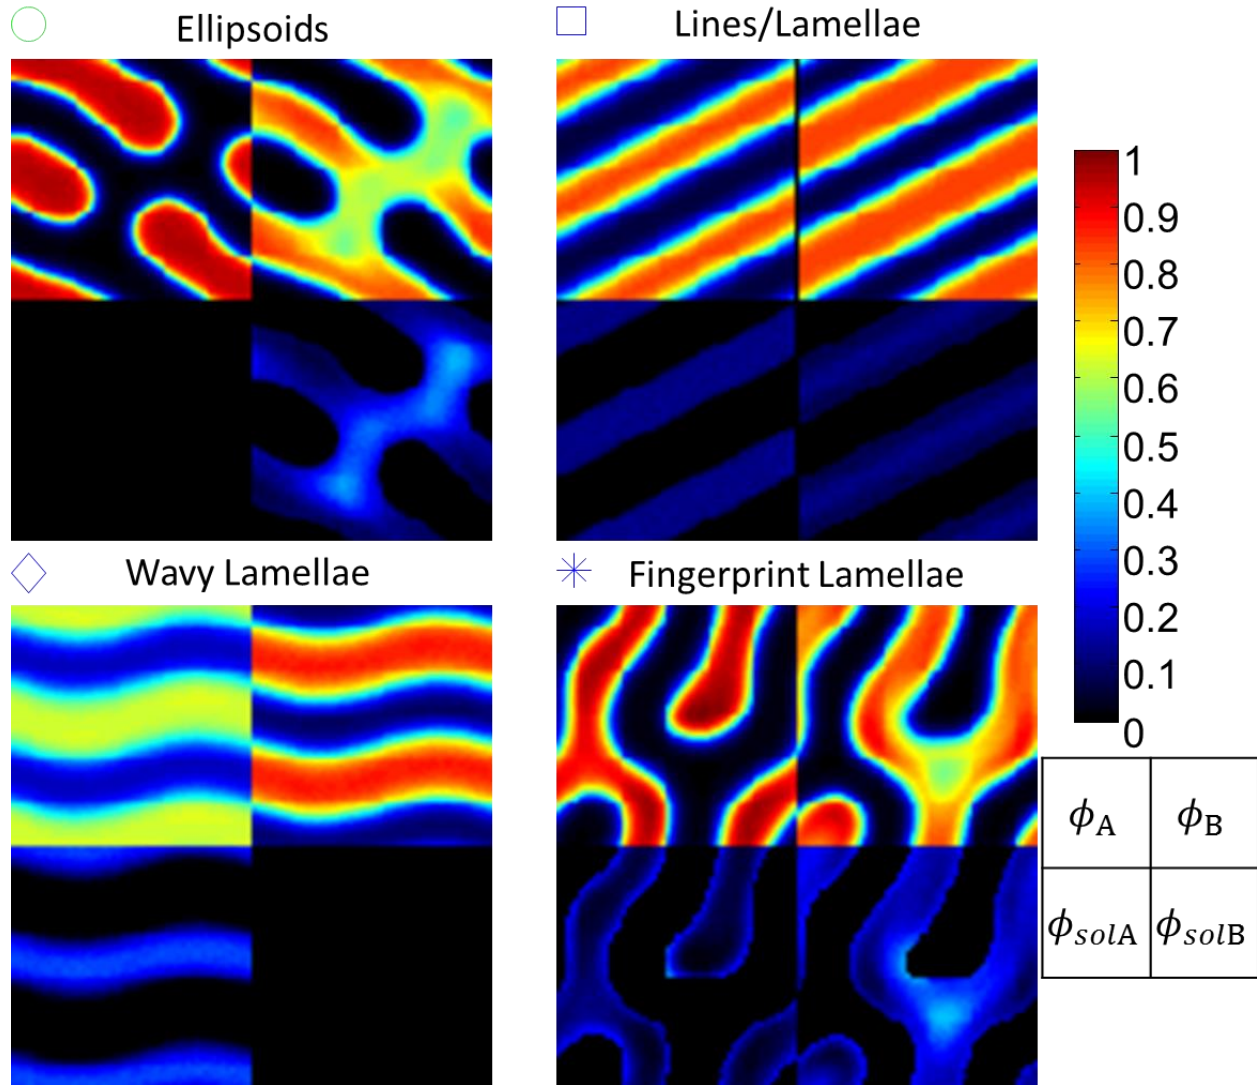 Ellipsoids
Lines/Lamellae
1
0.9
0.8
0.7
0.6
0.5
0.4
0.3
0.2
0.1
0
Wavy Lamellae
Fingerprint Lamellae
ϕA ϕB
ϕsolA ϕsolB